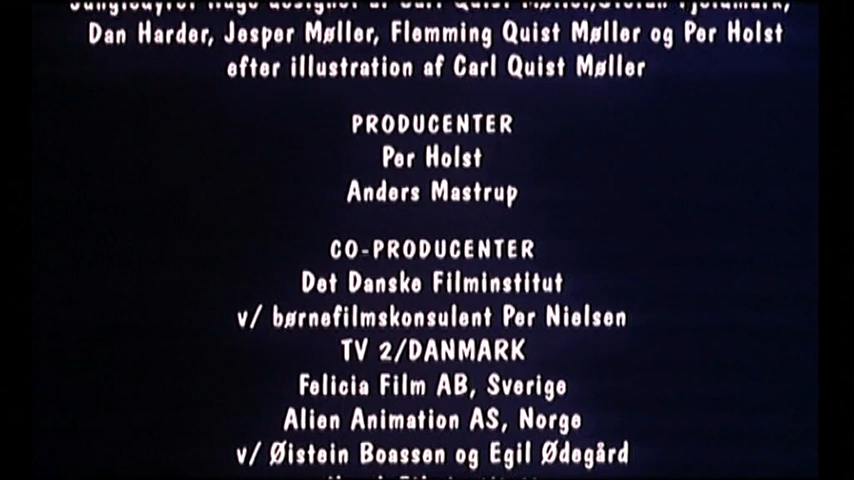 Dan Harder, Jesper Møller, Flemming Quist Møller og Per Holst
efter illustration af Carl Quist Møller
PRODUCENTER
Per Holst
Anders Mastrup
CO-PRODUCENTER
Det Danske Filminstitut
v/ børnefilmskonsulent Per Nielsen
TV 2/DANMARK
Felicia Film AB, Sverige
Alien Animation AS, Norge
v/ Øistein Boassen og Egil Ødegård